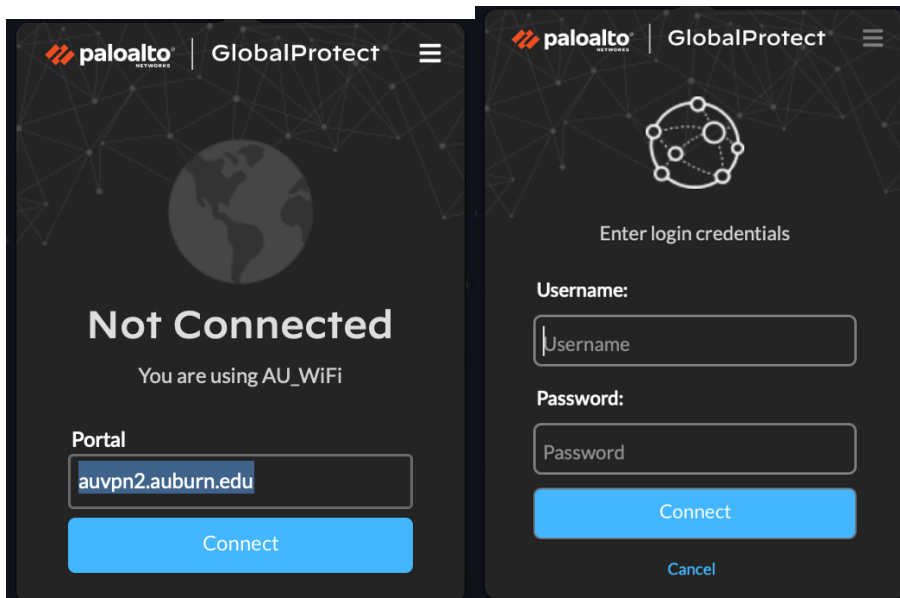 paloalto NETWORKS GlobalProtect
Not Connected
You are using AU_WiFi
Portal
auvpn2.auburn.edu
Connect
paloalto NETWORKS GlobalProtect
Enter login credentials
Username:
Username
Password:
Password
Connect
Cancel